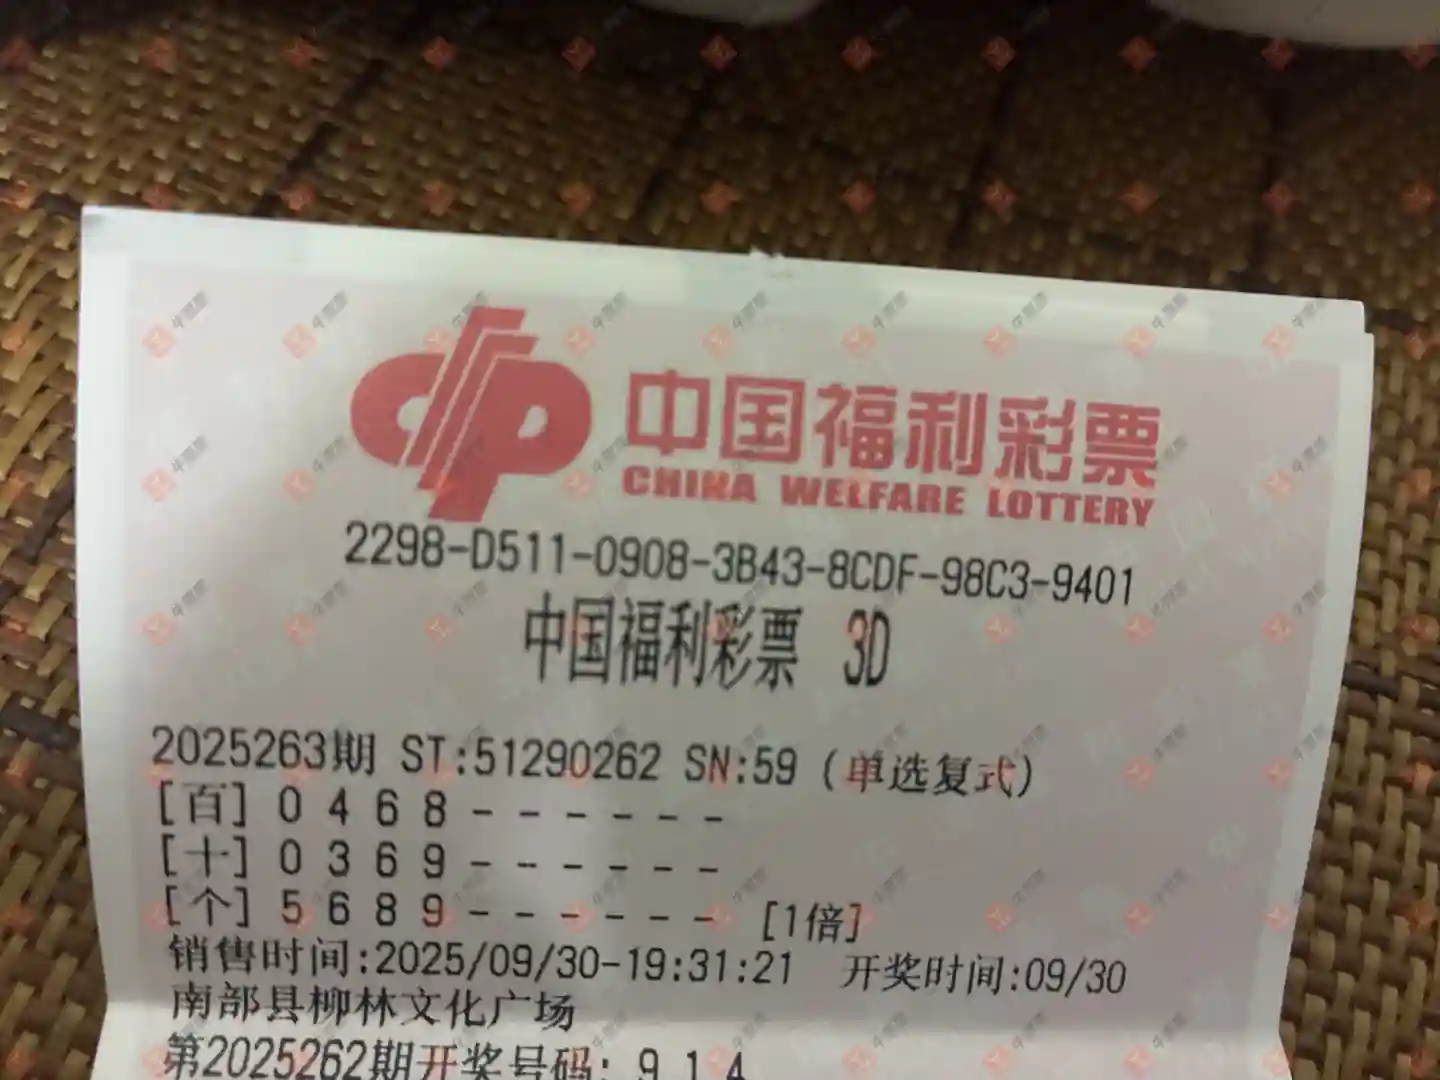 中国福利彩票
CHINA WELFARE LOTTERY
2298-D511-0908-3B43-8CDF-98C3-9401
中国福利彩票 3D
2025263期 ST:51290262 SN:59 (单选复式)
[百] 0 4 6 8 - - - - - -
[十] 0 3 6 9 - - - - - -
[个] 5 6 8 9 - - - - - - [1倍]
销售时间:2025/09/30-19:31:21 开奖时间:09/30
南部县柳林文化广场
第2025262期开奖号码: 9 1 4